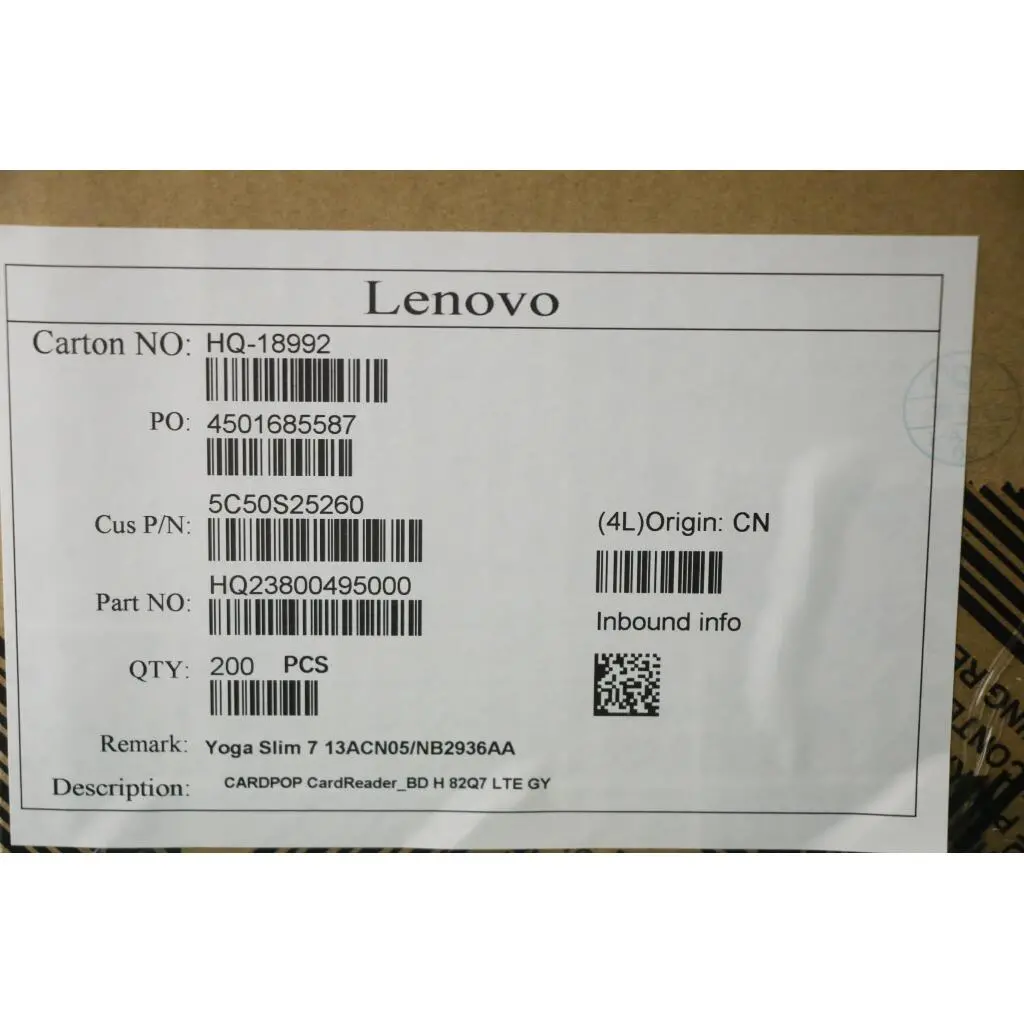 Lenovo
Carton NO: HQ-18992
PO: 4501685587
Cus P/N: 5C50S25260
(4L)Origin: CN
Part NO: HQ23800495000
Inbound info
QTY: 200 PCS
Remark: Yoga Slim 7 13ACN05/NB2936AA
Description: CARDPOP CardReader_BD H 82Q7 LTE GY